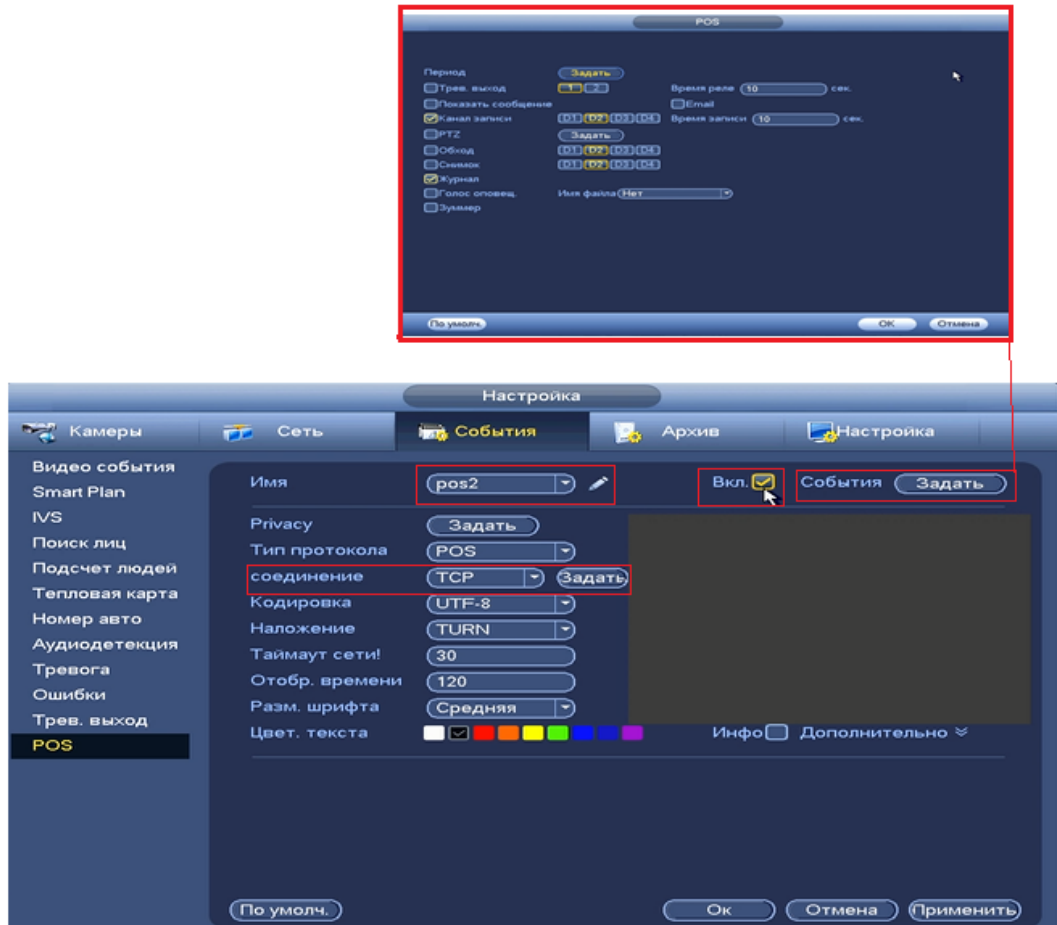 POS
Период Задать
Трев. выход 1 2 Время реле 10 сек.
Показать сообщение Email
Канал записи D1 D2 D3 D4 Время записи 10 сек.
PTZ Задать
Обход D1 D2 D3 D4
Снимок D1 D2 D3 D4
Журнал
Голос оповещ. Имя файла Нет
Зуммер
По умолч. OK Отмена
Настройка
Камеры Сеть События Архив Настройка
Видео события
Smart Plan
IVS
Поиск лиц
Подсчет людей
Тепловая карта
Номер авто
Аудиодетекция
Тревога
Ошибки
Трев. выход
POS
Имя pos2 Вкл. События Задать
Privacy Задать
Тип протокола POS
соединение TCP Задать
Кодировка UTF-8
Наложение TURN
Таймаут сети! 30
Отобр. времени 120
Разм. шрифта Средняя
Цвет. текста Инфо Дополнительно
По умолч. Ок Отмена Применить